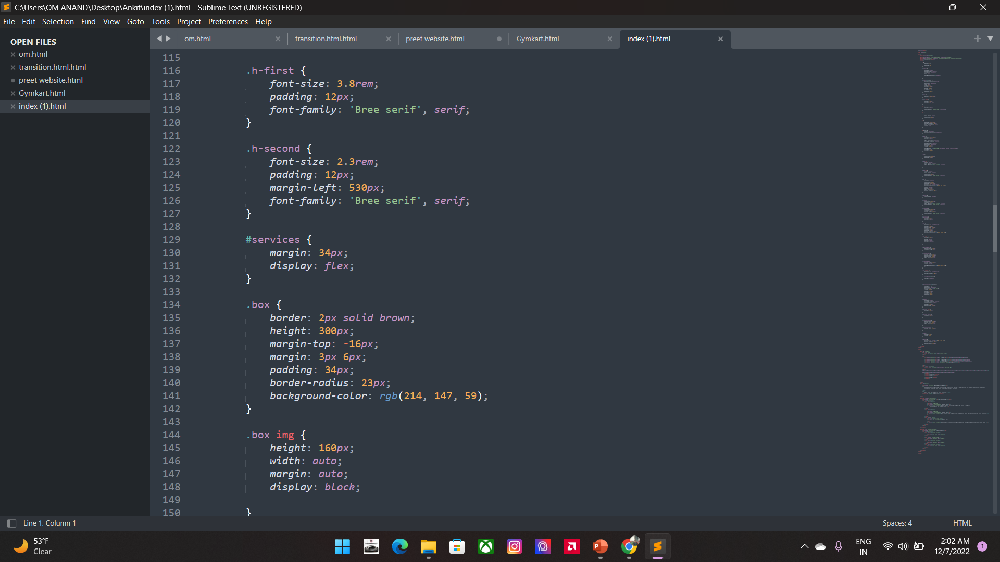 C:\Users\OM ANAND\Desktop\Ankit\index (1).html - Sublime Text (UNREGISTERED)
File Edit Selection Find View Goto Tools Project Preferences Help
OPEN FILES
om.html
transition.html.html
preet website.html
Gymkart.html
index (1).html
om.html transition.html.html preet website.html Gymkart.html index (1).html
115
116 .h-first {
117 font-size: 3.8rem;
118 padding: 12px;
119 font-family: 'Bree serif', serif;
120 }
121
122 .h-second {
123 font-size: 2.3rem;
124 padding: 12px;
125 margin-left: 530px;
126 font-family: 'Bree serif', serif;
127 }
128
129 #services {
130 margin: 34px;
131 display: flex;
132 }
133
134 .box {
135 border: 2px solid brown;
136 height: 300px;
137 margin-top: -16px;
138 margin: 3px 6px;
139 padding: 34px;
140 border-radius: 23px;
141 background-color: rgb(214, 147, 59);
142 }
143
144 .box img {
145 height: 160px;
146 width: auto;
147 margin: auto;
148 display: block;
149
150 }
Line 1, Column 1 Spaces: 4 HTML
53°F
Clear
ENG
IN
2:02 AM
12/7/2022
1